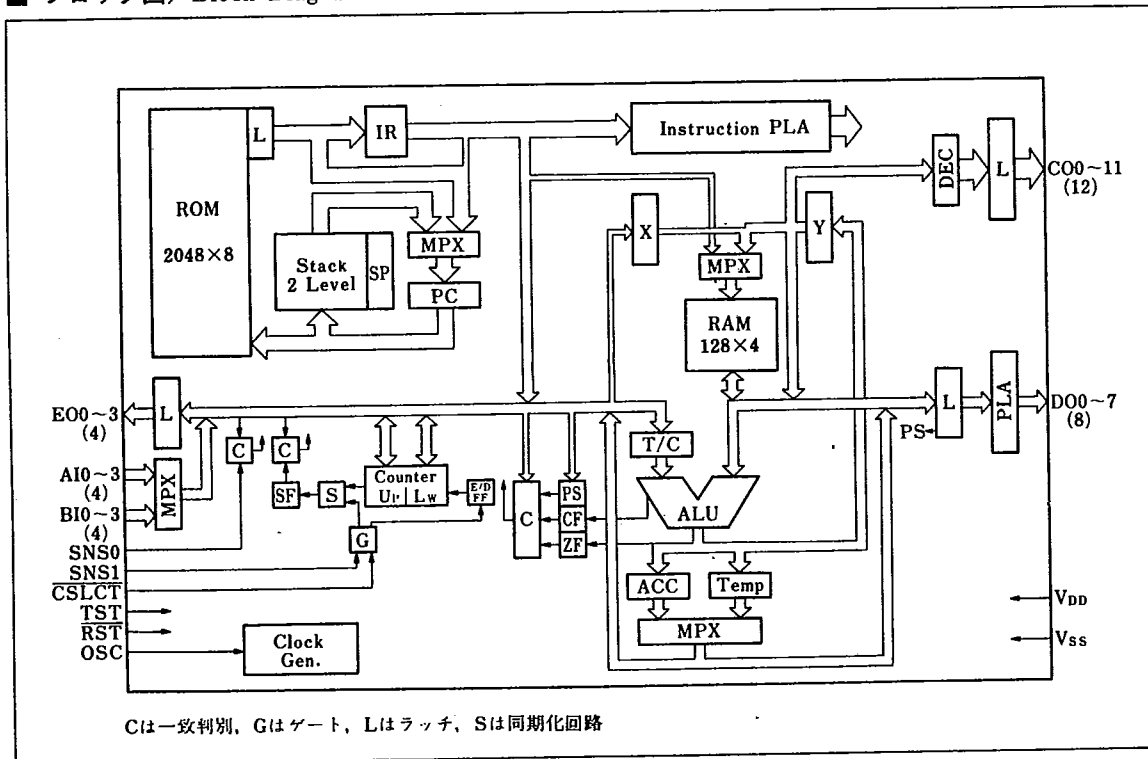 ■ ブロック図/Block Diag
L
IR
Instruction PLA
ROM
2048×8
MPX
Stack
2 Level
SP
PC
X
Y
MPX
RAM
128×4
DEC
L
CO0~11
(12)
EO0~3
(4)
L
AI0~3
(4)
BI0~3
(4)
MPX
C
C
SF
S
Counter
UP LW
E/D
FF
G
C
PS
CF
ZF
T/C
ALU
ACC
Temp
MPX
PS
L
PLA
DO0~7
(8)
SNS0
SNS1
CSLCT
TST
RST
OSC
Clock
Gen.
VDD
VSS
Cは一致判別, Gはゲート, Lはラッチ, Sは同期化回路